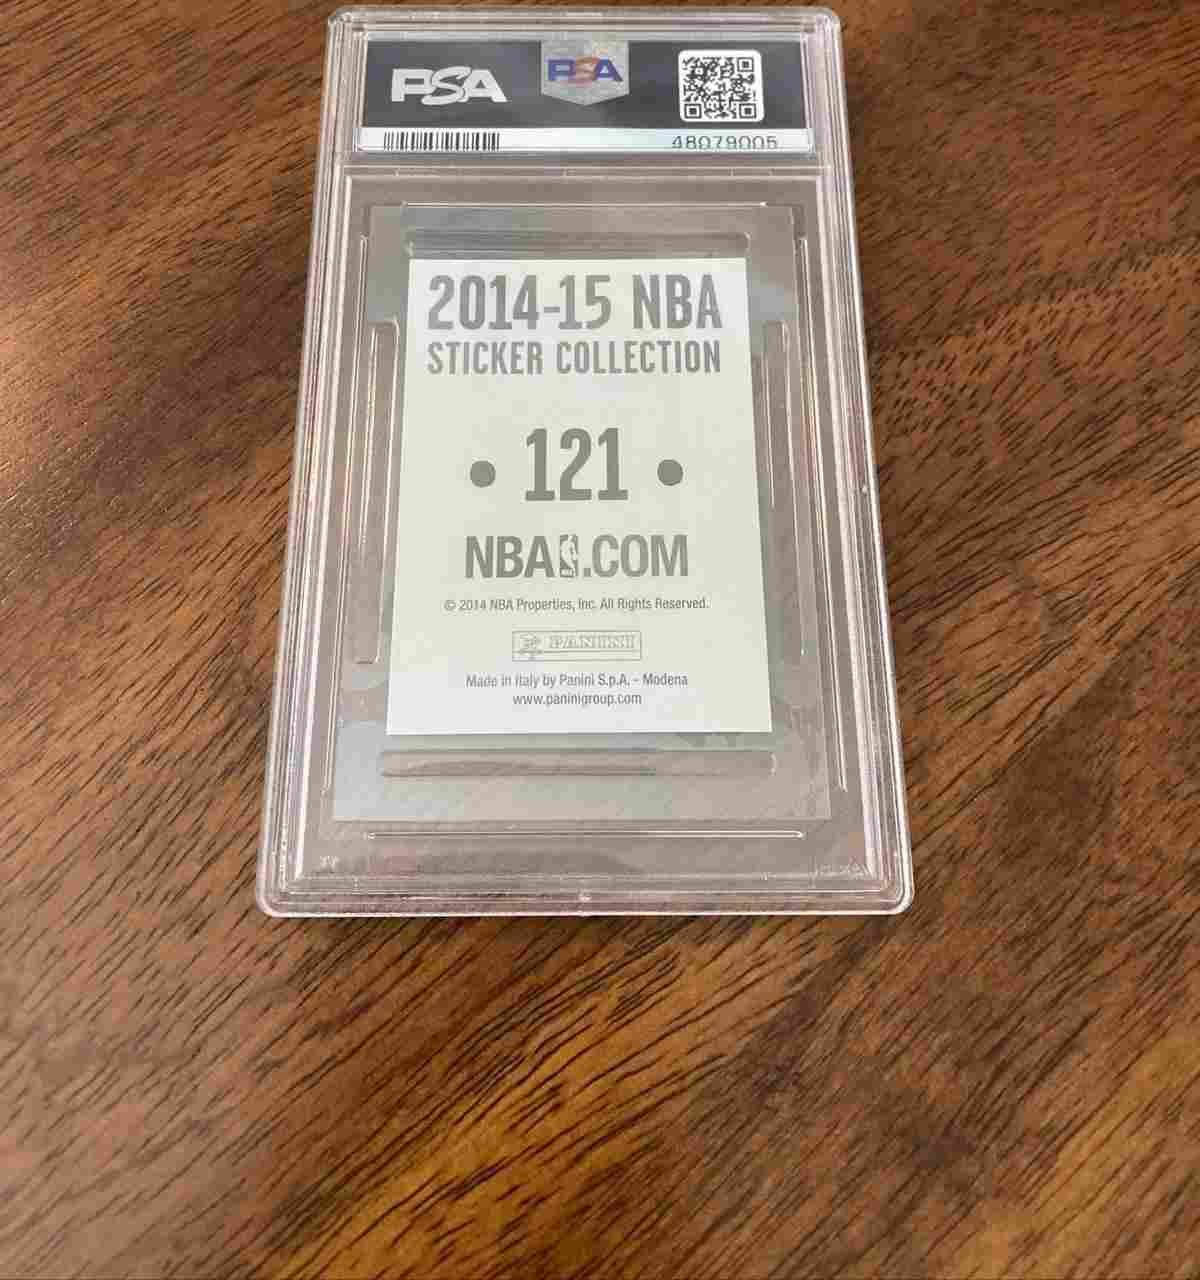 PSA
PSA
48079005
2014-15 NBA
STICKER COLLECTION
• 121 •
NBA.COM
© 2014 NBA Properties, Inc. All Rights Reserved.
PANINI
Made in Italy by Panini S.p.A. - Modena
www.paninigroup.com